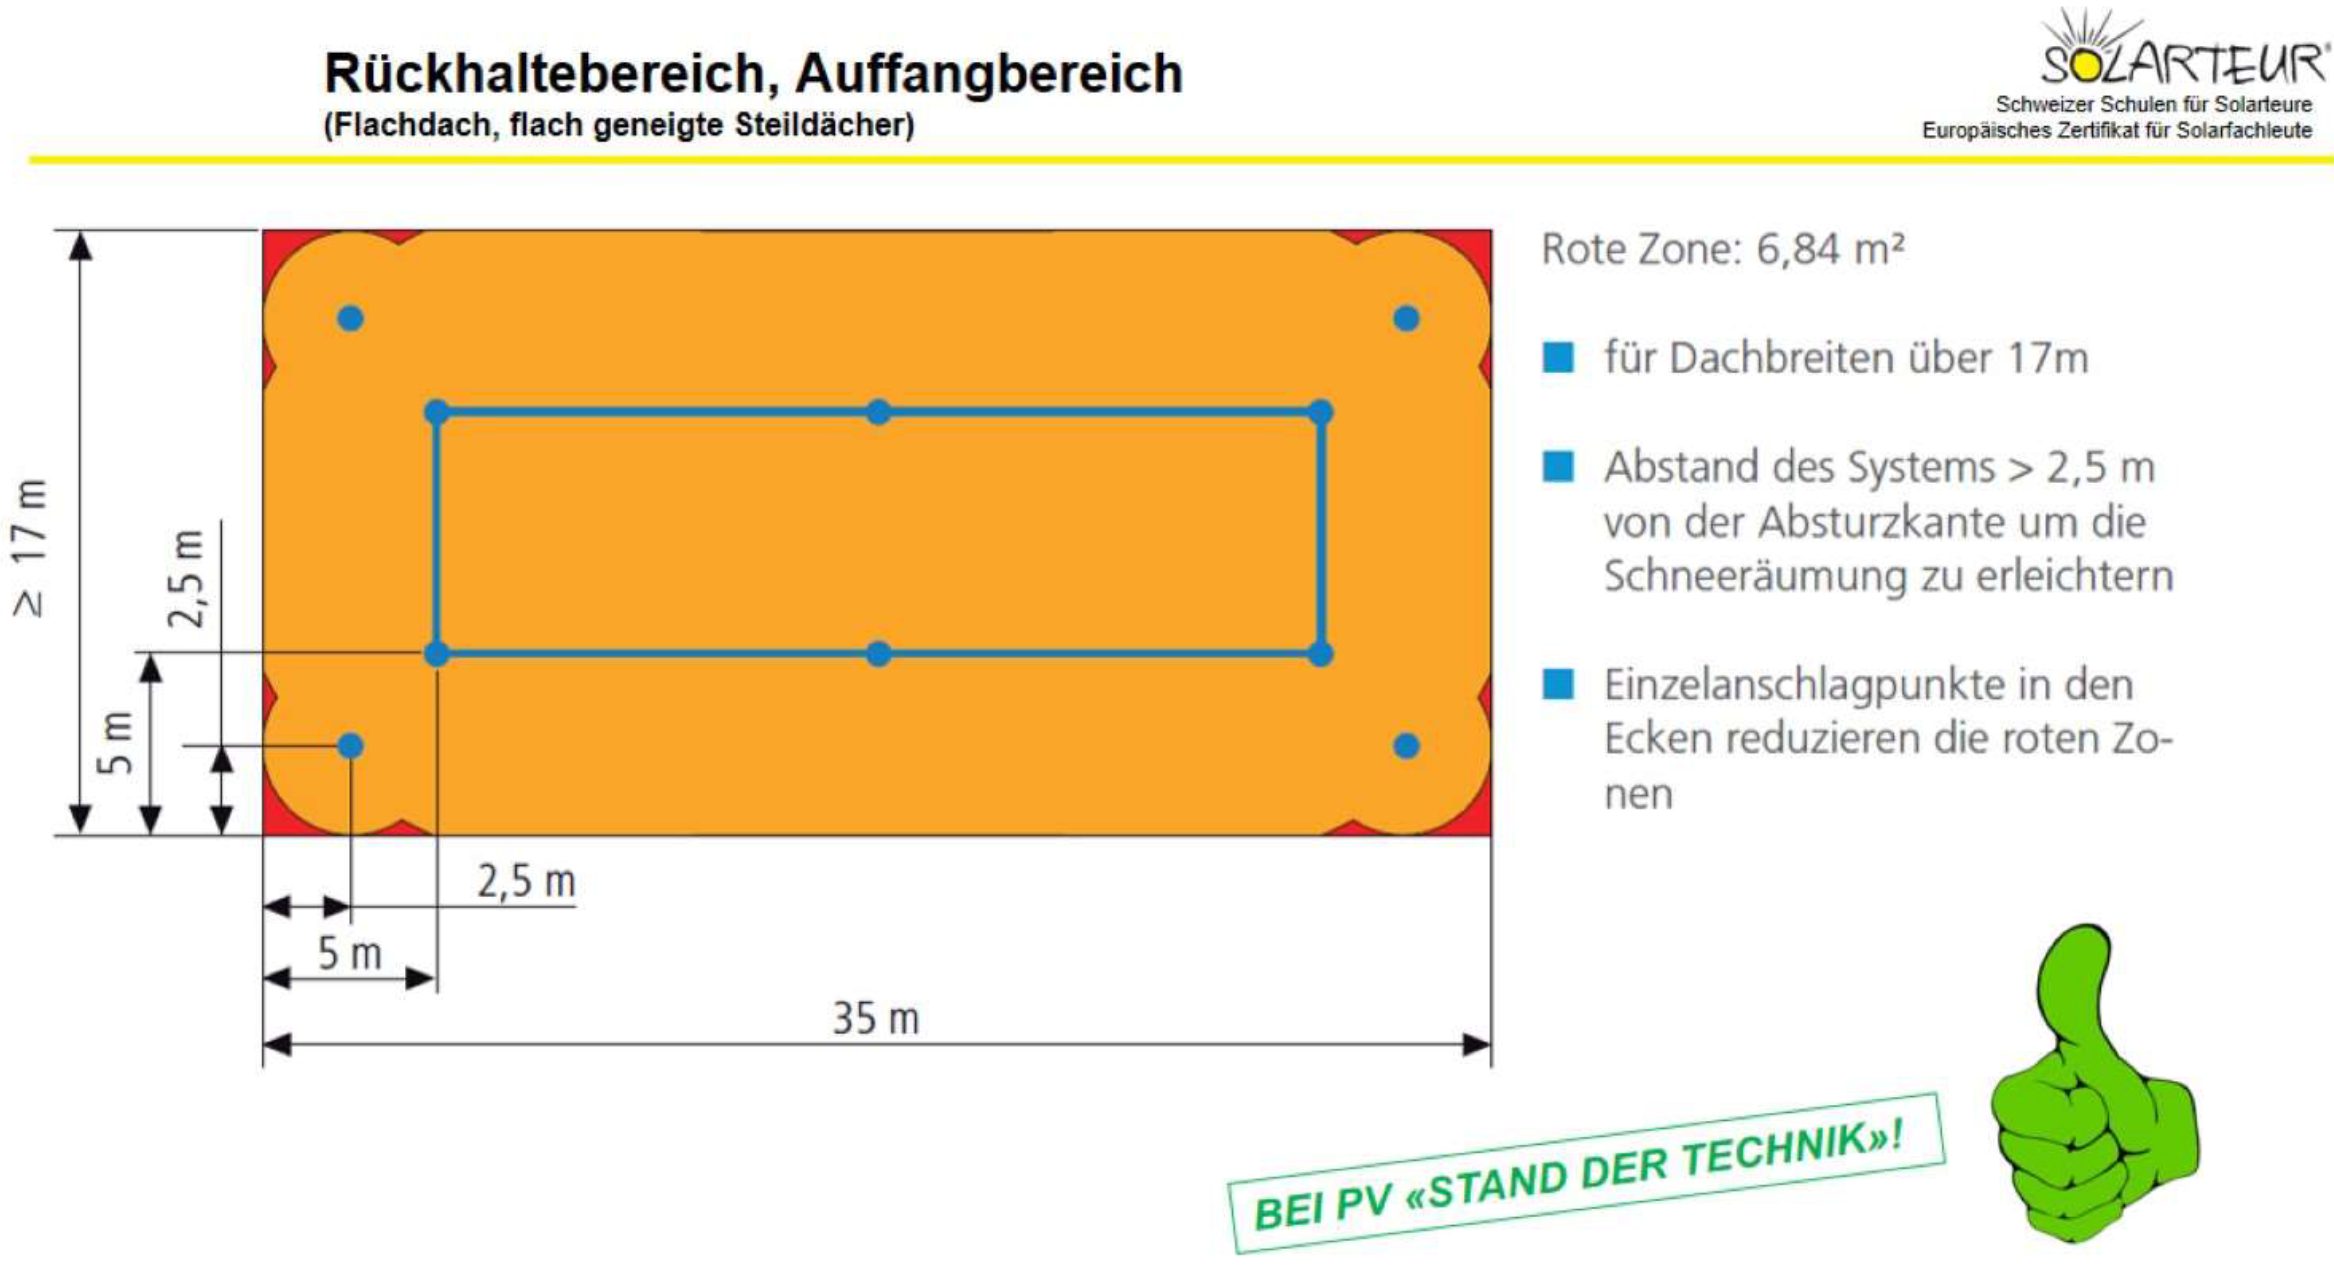 Rückhaltebereich, Auffangbereich
(Flachdach, flach geneigte Steildächer)
SOLARTEUR®
Schweizer Schulen für Solarteure
Europäisches Zertifikat für Solarfachleute
≥ 17 m
2,5 m
5 m
2,5 m
5 m
35 m
Rote Zone: 6,84 m²
für Dachbreiten über 17m
Abstand des Systems > 2,5 m
von der Absturzkante um die
Schneeräumung zu erleichtern
Einzelanschlagpunkte in den
Ecken reduzieren die roten Zo-
nen
BEI PV «STAND DER TECHNIK»!